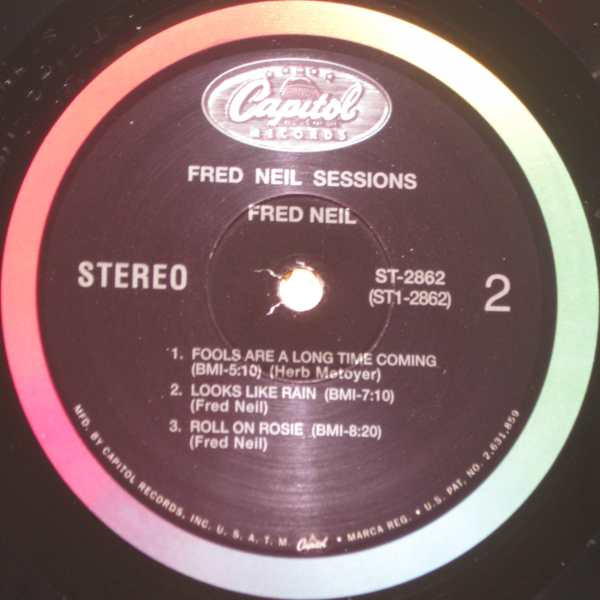 Capitol
RECORDS
FRED NEIL SESSIONS
FRED NEIL
STEREO
ST-2862
(ST1-2862)
2
1. FOOLS ARE A LONG TIME COMING
(BMI-5:10) (Herb Metoyer)
2. LOOKS LIKE RAIN (BMI-7:10)
(Fred Neil)
3. ROLL ON ROSIE (BMI-8:20)
(Fred Neil)
MFD. BY CAPITOL RECORDS, INC. U. S. A. T. M. Capitol • MARCA REG. • U.S. PAT. NO. 2,631,859